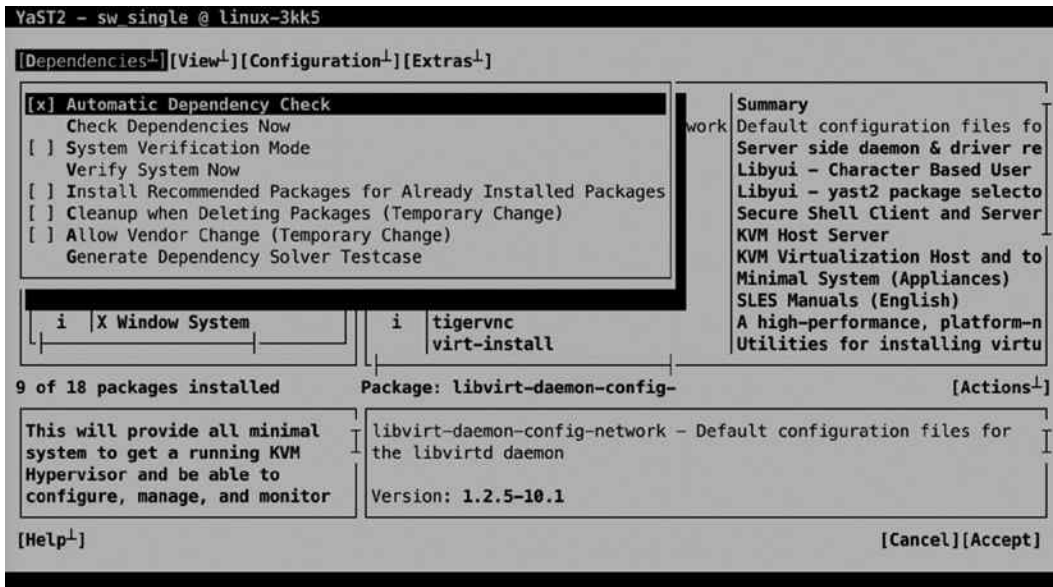 YaST2 - sw_single @ linux-3kk5
[Dependencies┴][View┴][Configuration┴][Extras┴]
[x] Automatic Dependency Check
Check Dependencies Now
[ ] System Verification Mode
Verify System Now
[ ] Install Recommended Packages for Already Installed Packages
[ ] Cleanup when Deleting Packages (Temporary Change)
[ ] Allow Vendor Change (Temporary Change)
Generate Dependency Solver Testcase
work
Summary
Default configuration files fo
Server side daemon & driver re
Libyui - Character Based User
Libyui - yast2 package selecto
Secure Shell Client and Server
KVM Host Server
KVM Virtualization Host and to
Minimal System (Appliances)
SLES Manuals (English)
A high-performance, platform-n
Utilities for installing virtu
i |X Window System
i |tigervnc
|virt-install
9 of 18 packages installed
Package: libvirt-daemon-config-
[Actions┴]
This will provide all minimal
system to get a running KVM
Hypervisor and be able to
configure, manage, and monitor
libvirt-daemon-config-network - Default configuration files for
the libvirtd daemon
Version: 1.2.5-10.1
[Help┴]
[Cancel][Accept]